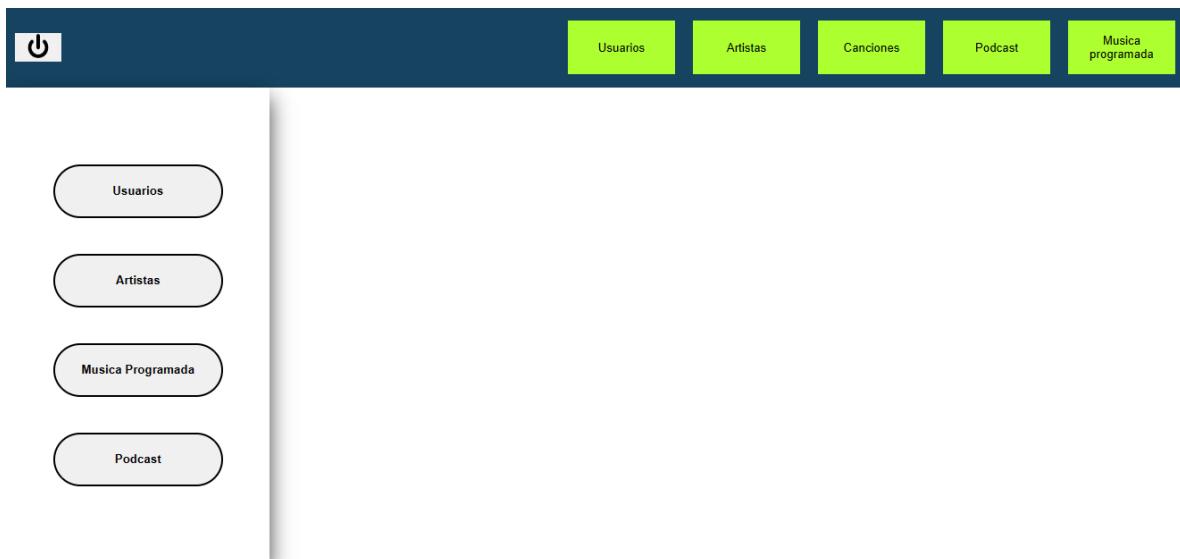 Usuarios
Artistas
Canciones
Podcast
Musica
programada
Usuarios
Artistas
Musica Programada
Podcast